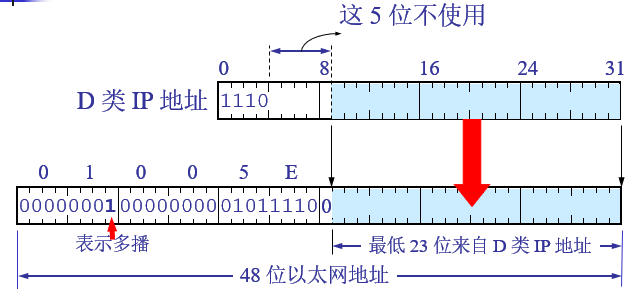 这 5 位不使用
0 8 16 24 31
D 类 IP 地址 1110
0 1 0 0 5 E
00000001 00000000 01011110 0
表示多播
最低 23 位来自 D 类 IP 地址
48 位以太网地址